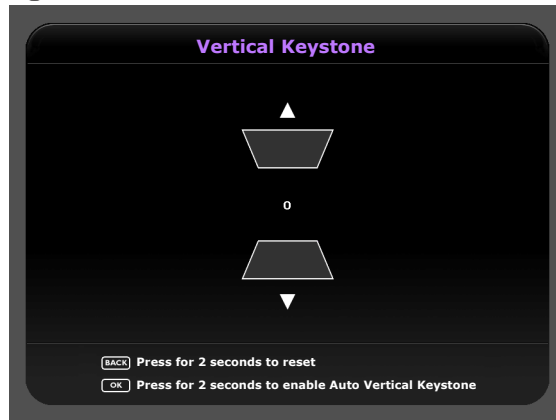 Vertical Keystone
0
BACK Press for 2 seconds to reset
OK Press for 2 seconds to enable Auto Vertical Keystone